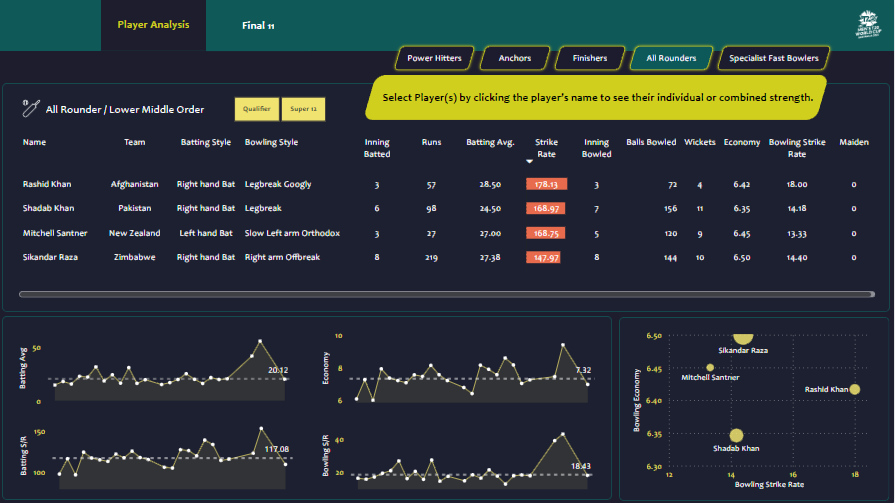 Player Analysis
Final 11
WORLD CUP
Power Hitters
Anchors
Finishers
All Rounders
Specialist Fast Bowlers
Select Player(s) by clicking the player's name to see their individual or combined strength.
All Rounder / Lower Middle Order
Qualifier
Super 12
Name Team Batting Style Bowling Style Inning Batted Runs Batting Avg. Strike Rate Inning Bowled Balls Bowled Wickets Economy Bowling Strike Rate Maiden
Rashid Khan Afghanistan Right hand Bat Legbreak Googly 3 57 28.50 178.13 3 72 4 6.42 18.00 0
Shadab Khan Pakistan Right hand Bat Legbreak 6 98 24.50 168.97 7 156 11 6.35 14.18 0
Mitchell Santner New Zealand Left hand Bat Slow Left arm Orthodox 3 27 27.00 168.75 5 120 9 6.45 13.33 0
Sikandar Raza Zimbabwe Right hand Bat Right arm Offbreak 8 219 27.38 147.97 8 144 10 6.50 14.40 0
Batting Avg
50
0
20.12
Economy
10
8
6
7.32
Batting S/R
150
100
117.08
Bowling S/R
40
20
18.43
Bowling Economy
6.50
6.45
6.40
6.35
6.30
Sikandar Raza
Mitchell Santner
Rashid Khan
Shadab Khan
12 14 16 18
Bowling Strike Rate